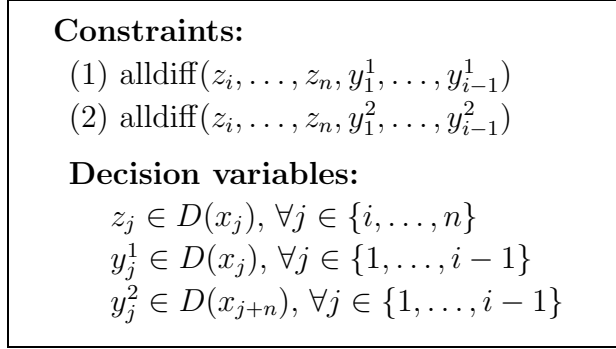 Constraints:
(1) alldiff(z_i, …, z_n, y_1^1, …, y_{i−1}^1)
(2) alldiff(z_i, …, z_n, y_1^2, …, y_{i−1}^2)
Decision variables:
z_j ∈ D(x_j), ∀j ∈ {i, …, n}
y_j^1 ∈ D(x_j), ∀j ∈ {1, …, i − 1}
y_j^2 ∈ D(x_{j+n}), ∀j ∈ {1, …, i − 1}